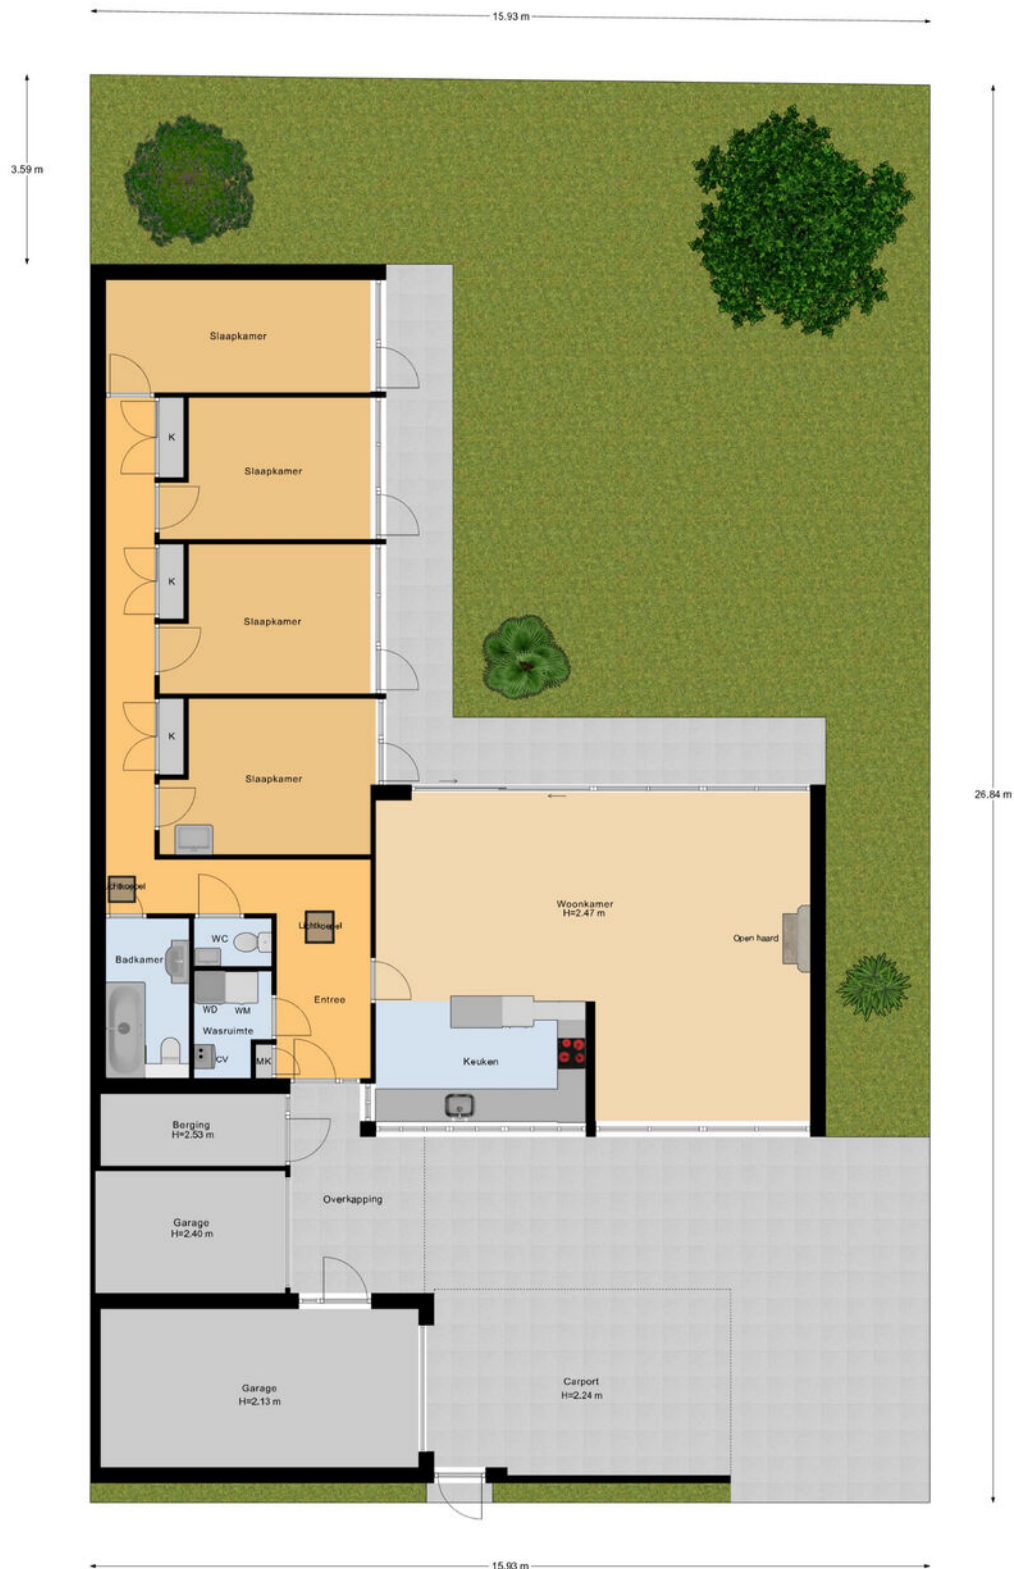 15.93 m
3.59 m
Slaapkamer
K
Slaapkamer
K
Slaapkamer
K
Slaapkamer
26.84 m
Lichtkoepel
Woonkamer
H=2.47 m
Lichtkoepel
WC
Open haard
Badkamer
Entree
WD
WM
Wasruimte
CV
MK
Keuken
Berging
H=2.53 m
Overkapping
Garage
H=2.40 m
Carport
H=2.24 m
Garage
H=2.13 m
15.93 m